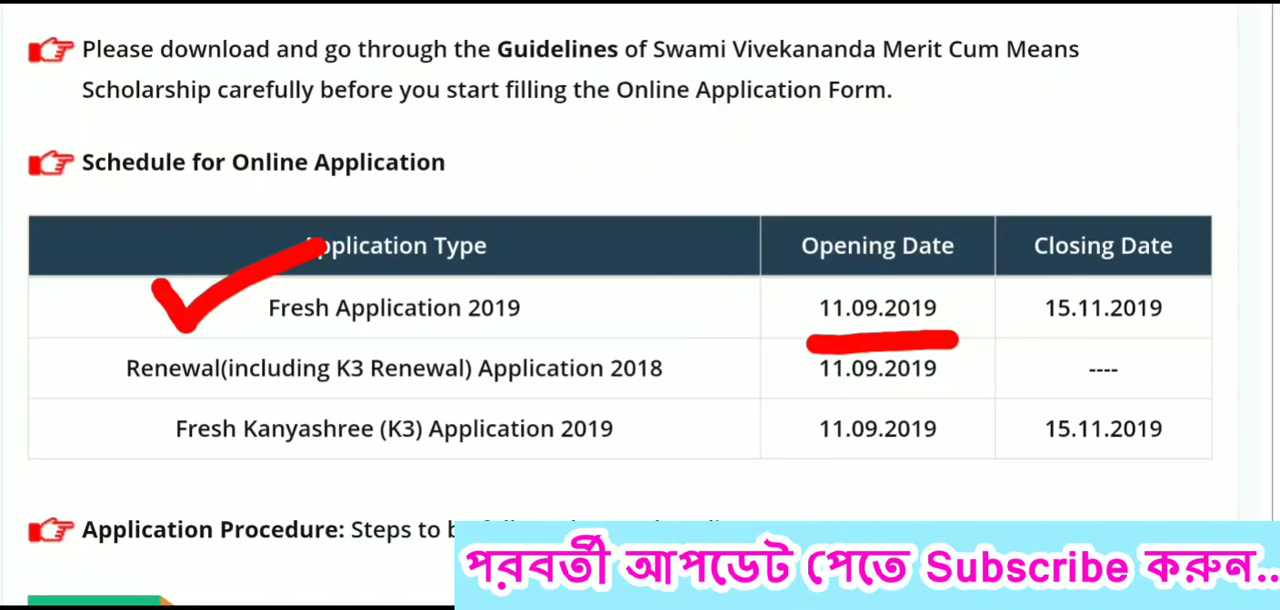 Please download and go through the Guidelines of Swami Vivekananda Merit Cum Means
Scholarship carefully before you start filling the Online Application Form.
Schedule for Online Application
Application Type Opening Date Closing Date
Fresh Application 2019 11.09.2019 15.11.2019
Renewal(including K3 Renewal) Application 2018 11.09.2019 ----
Fresh Kanyashree (K3) Application 2019 11.09.2019 15.11.2019
Application Procedure: Steps to
পরবর্তী আপডেট পেতে Subscribe করুন..